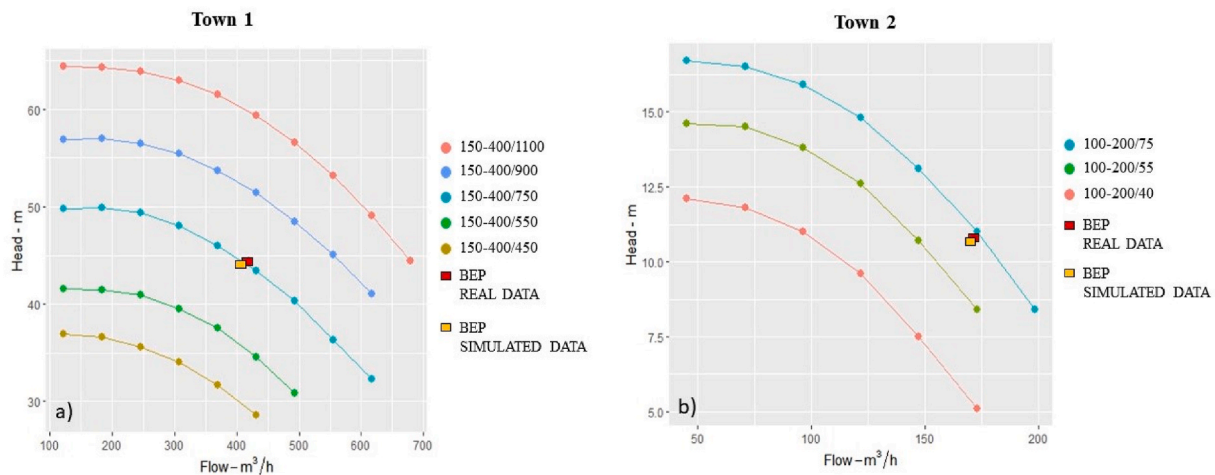 Town 1
Head - m
60
50
40
30
a)
100 200 300 400 500 600 700
Flow - m³/h
150-400/1100
150-400/900
150-400/750
150-400/550
150-400/450
BEP
REAL DATA
BEP
SIMULATED DATA
Town 2
Head - m
15.0
12.5
10.0
7.5
5.0
b)
50 100 150 200
Flow - m³/h
100-200/75
100-200/55
100-200/40
BEP
REAL DATA
BEP
SIMULATED DATA